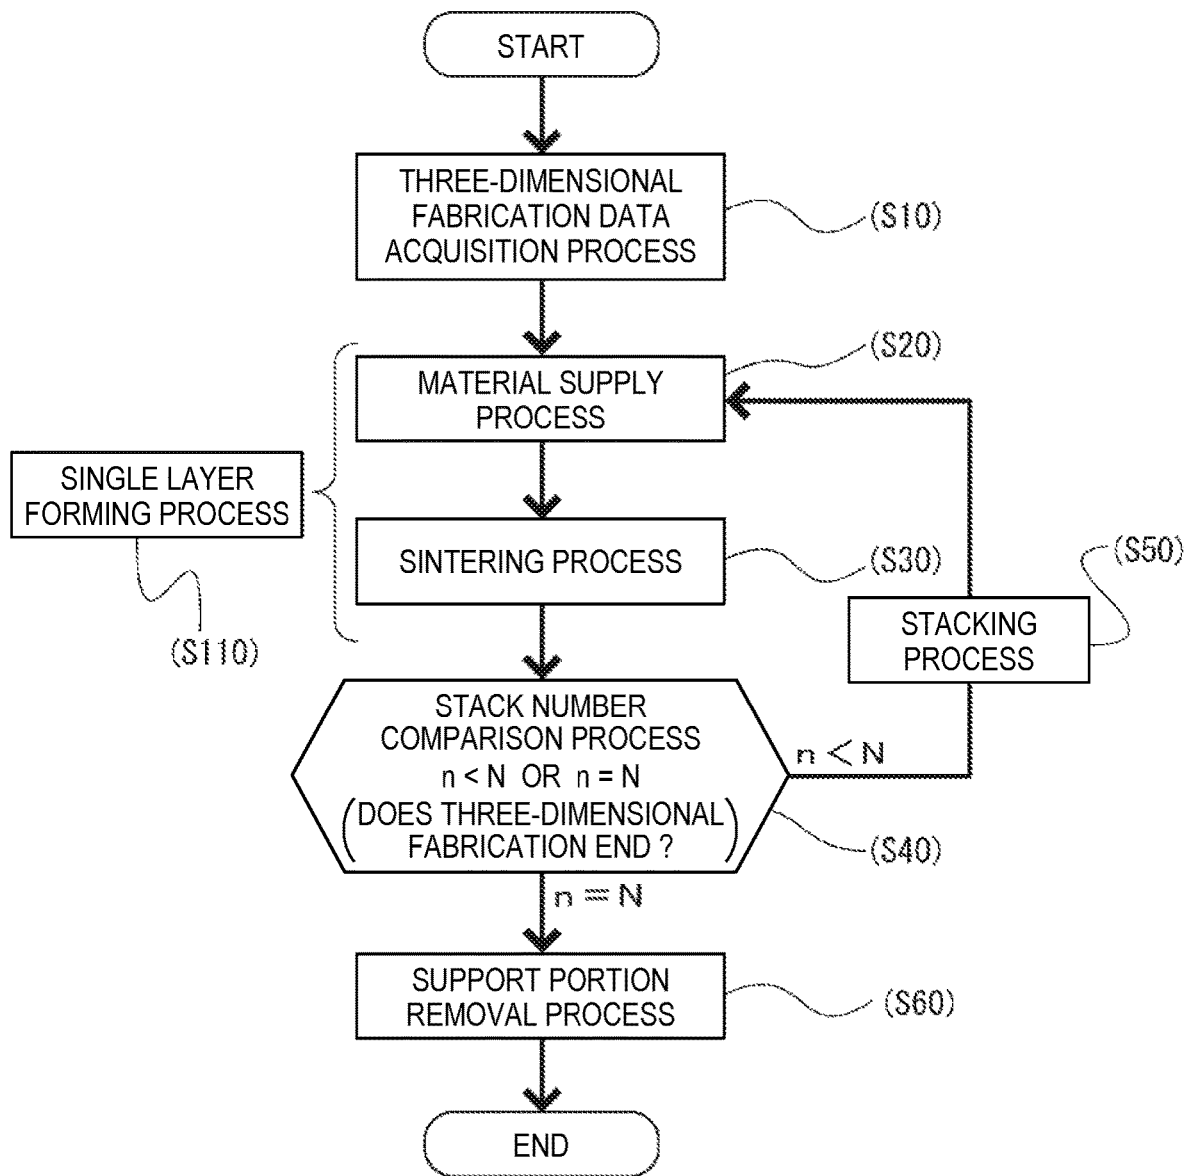 START
THREE-DIMENSIONAL
FABRICATION DATA
ACQUISITION PROCESS
(S10)
MATERIAL SUPPLY
PROCESS
(S20)
SINGLE LAYER
FORMING PROCESS
(S110)
SINTERING PROCESS
(S30)
STACKING
PROCESS
(S50)
STACK NUMBER
COMPARISON PROCESS
n < N OR n = N
(DOES THREE-DIMENSIONAL
FABRICATION END ?)
n < N
(S40)
n = N
SUPPORT PORTION
REMOVAL PROCESS
(S60)
END